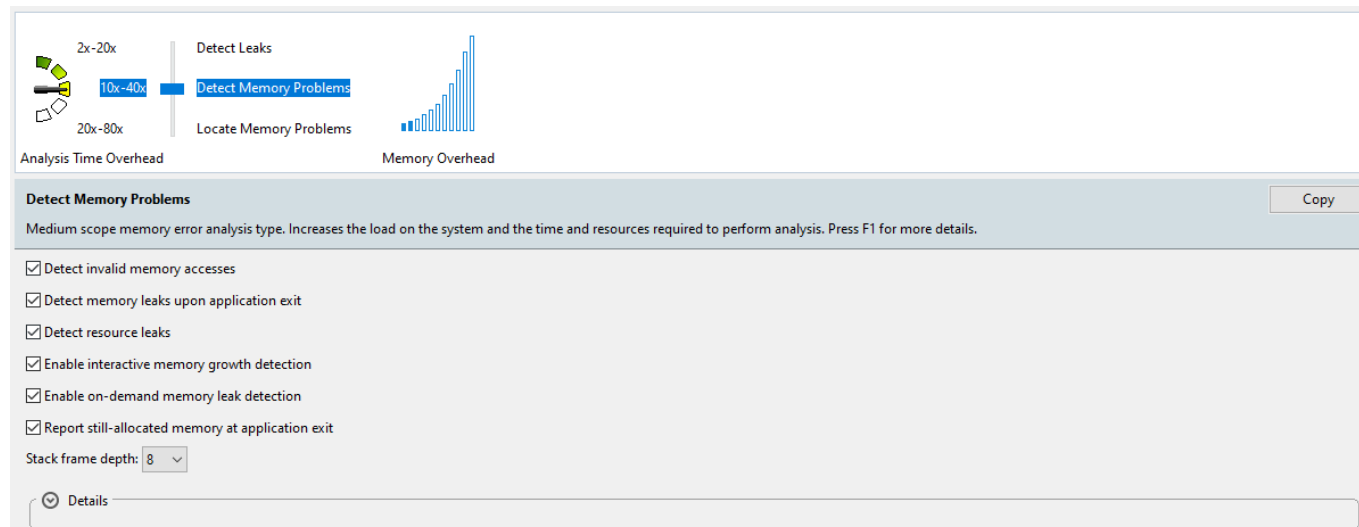 2x-20x Detect Leaks
10x-40x Detect Memory Problems
20x-80x Locate Memory Problems
Analysis Time Overhead Memory Overhead
Detect Memory Problems Copy
Medium scope memory error analysis type. Increases the load on the system and the time and resources required to perform analysis. Press F1 for more details.
Detect invalid memory accesses
Detect memory leaks upon application exit
Detect resource leaks
Enable interactive memory growth detection
Enable on-demand memory leak detection
Report still-allocated memory at application exit
Stack frame depth: 8
Details